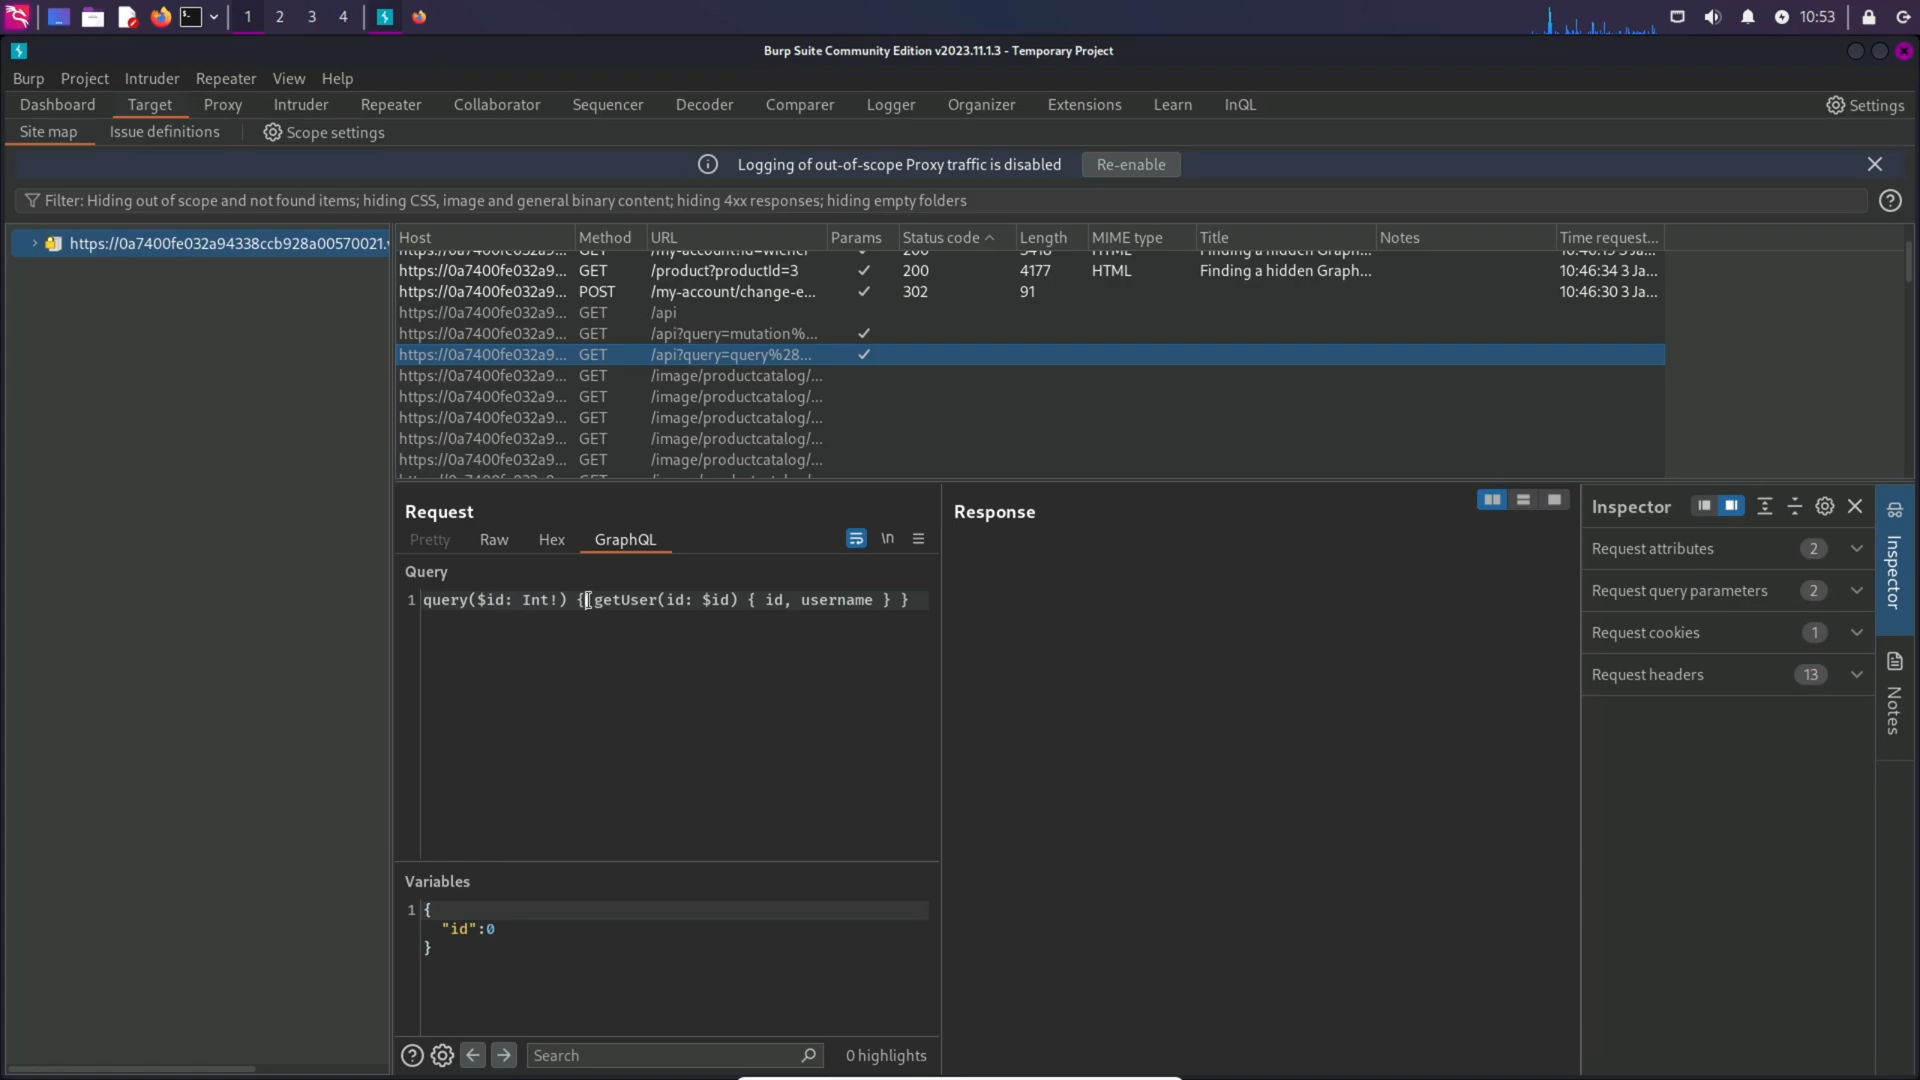 1 2 3 4 10:53
Burp Suite Community Edition v2023.11.1.3 - Temporary Project
Burp Project Intruder Repeater View Help
Dashboard Target Proxy Intruder Repeater Collaborator Sequencer Decoder Comparer Logger Organizer Extensions Learn InQL Settings
Site map Issue definitions Scope settings
Logging of out-of-scope Proxy traffic is disabled Re-enable
Filter: Hiding out of scope and not found items; hiding CSS, image and general binary content; hiding 4xx responses; hiding empty folders
https://0a7400fe032a94338ccb928a00570021.
Host Method URL Params Status code Length MIME type Title Notes Time request...
https://0a7400fe032a9... GET /product?productId=3 ✓ 200 4177 HTML Finding a hidden Graph... 10:46:34 3 Ja...
https://0a7400fe032a9... POST /my-account/change-e... ✓ 302 91 10:46:30 3 Ja...
https://0a7400fe032a9... GET /api
https://0a7400fe032a9... GET /api?query=mutation%... ✓
https://0a7400fe032a9... GET /api?query=query%28... ✓
https://0a7400fe032a9... GET /image/productcatalog/...
https://0a7400fe032a9... GET /image/productcatalog/...
https://0a7400fe032a9... GET /image/productcatalog/...
https://0a7400fe032a9... GET /image/productcatalog/...
https://0a7400fe032a9... GET /image/productcatalog/...
Request
Pretty Raw Hex GraphQL \n
Query
1 query($id: Int!) { getUser(id: $id) { id, username } }
Variables
1 {
"id":0
}
Search 0 highlights
Response
Inspector
Request attributes 2
Request query parameters 2
Request cookies 1
Request headers 13
Inspector
Notes